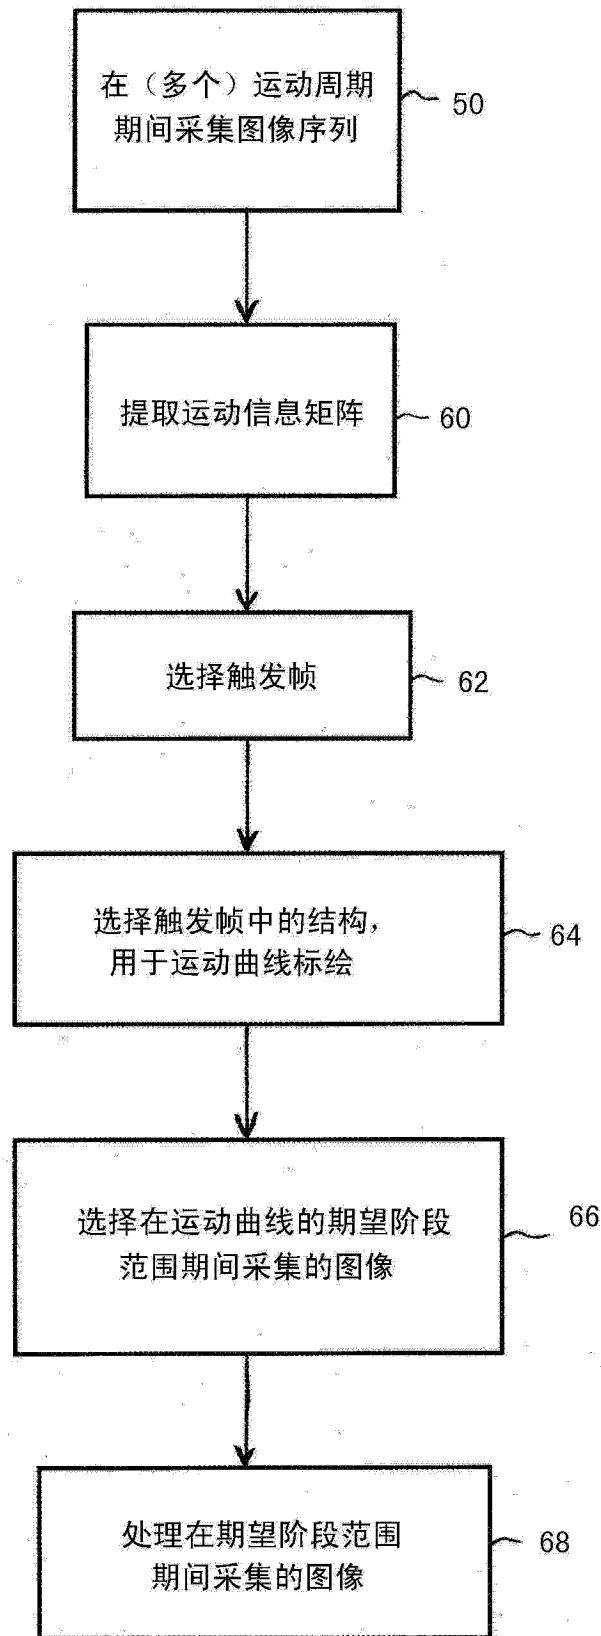 在（多个）运动周期
期间采集图像序列
50
提取运动信息矩阵
60
选择触发帧
62
选择触发帧中的结构，
用于运动曲线标绘
64
选择在运动曲线的期望阶段
范围期间采集的图像
66
处理在期望阶段范围
期间采集的图像
68